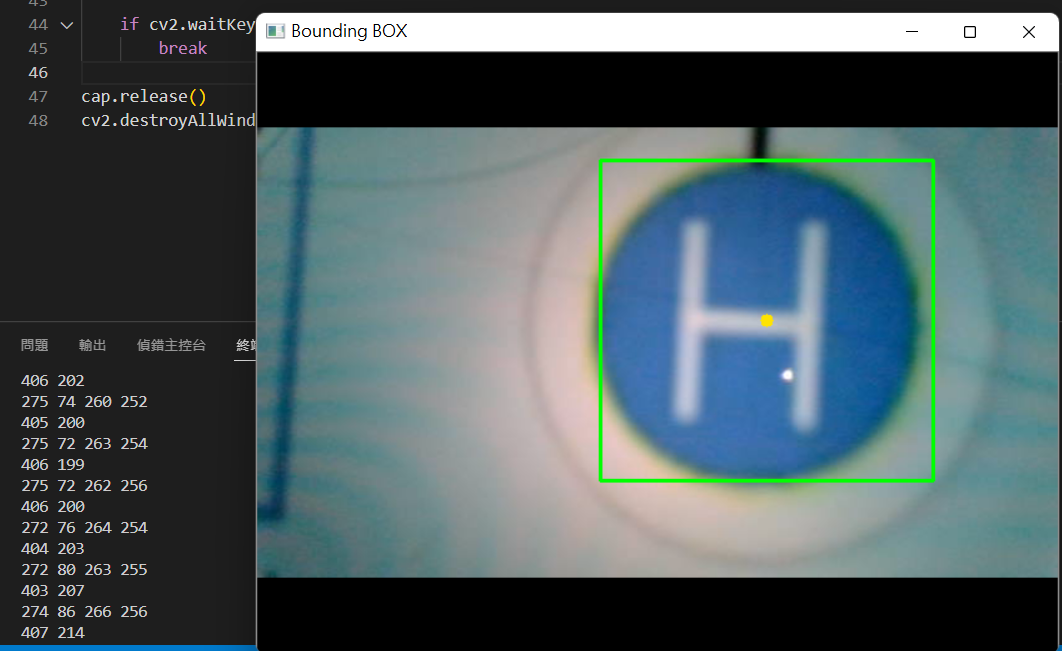 43
44 if cv2.waitKey
45 break
46
47 cap.release()
48 cv2.destroyAllWind
Bounding BOX
H
問題 輸出 偵錯主控台 終端
406 202
275 74 260 252
405 200
275 72 263 254
406 199
275 72 262 256
406 200
272 76 264 254
404 203
272 80 263 255
403 207
274 86 266 256
407 214